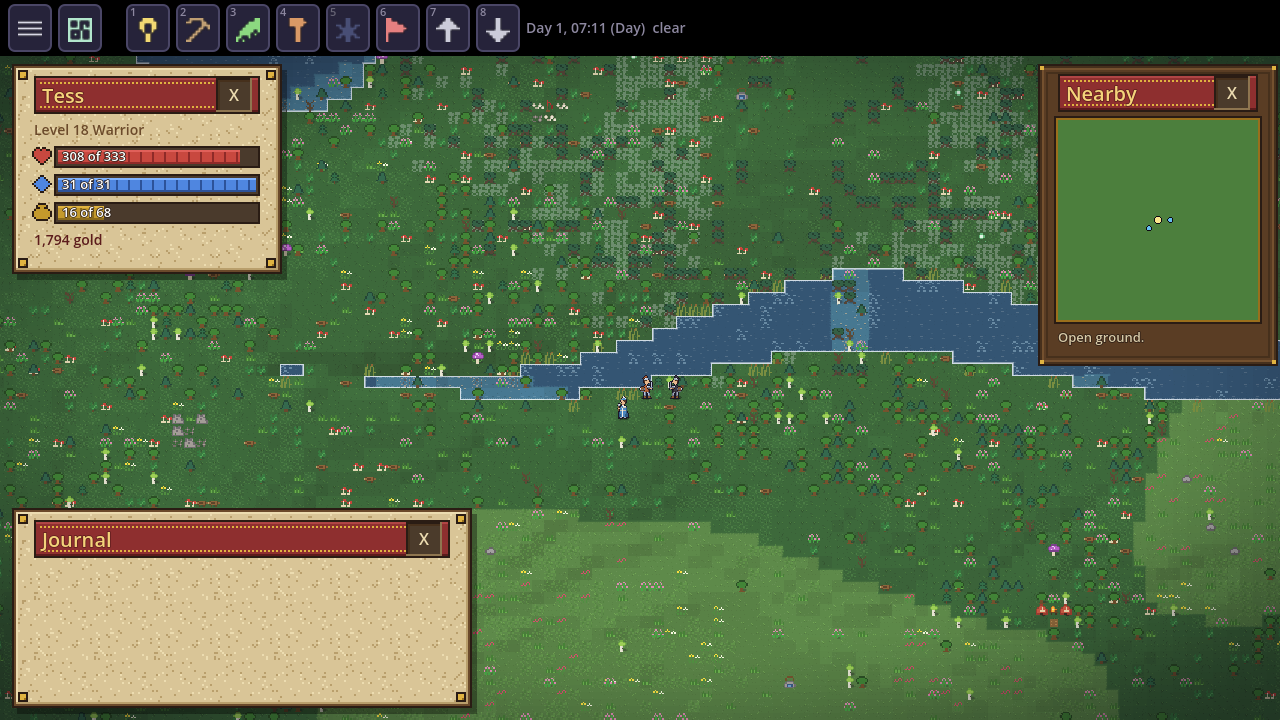 1
2
3
4
5
6
7
8
Day 1, 07:11 (Day) clear
Tess
X
Level 18 Warrior
308 of 333
31 of 31
16 of 68
1,794 gold
Nearby
X
Open ground.
Journal
X